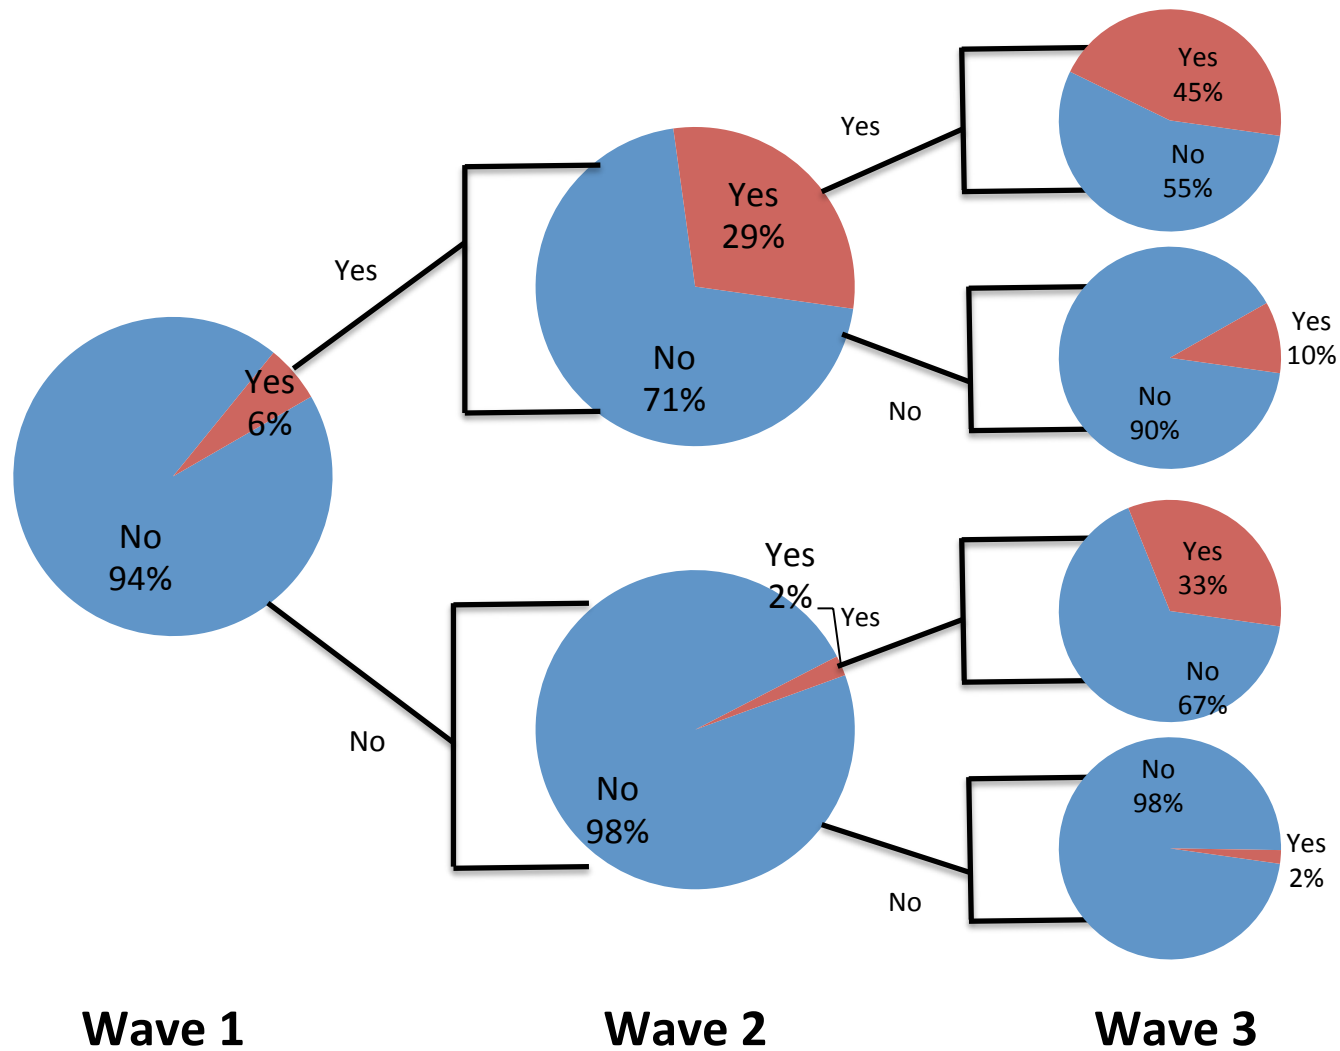 Yes
6%
No
94%
Yes
No
Yes
29%
No
71%
Yes
2%
No
98%
Yes
No
Yes
No
Yes
45%
No
55%
Yes
10%
No
90%
Yes
33%
No
67%
No
98%
Yes
2%
Wave 1
Wave 2
Wave 3